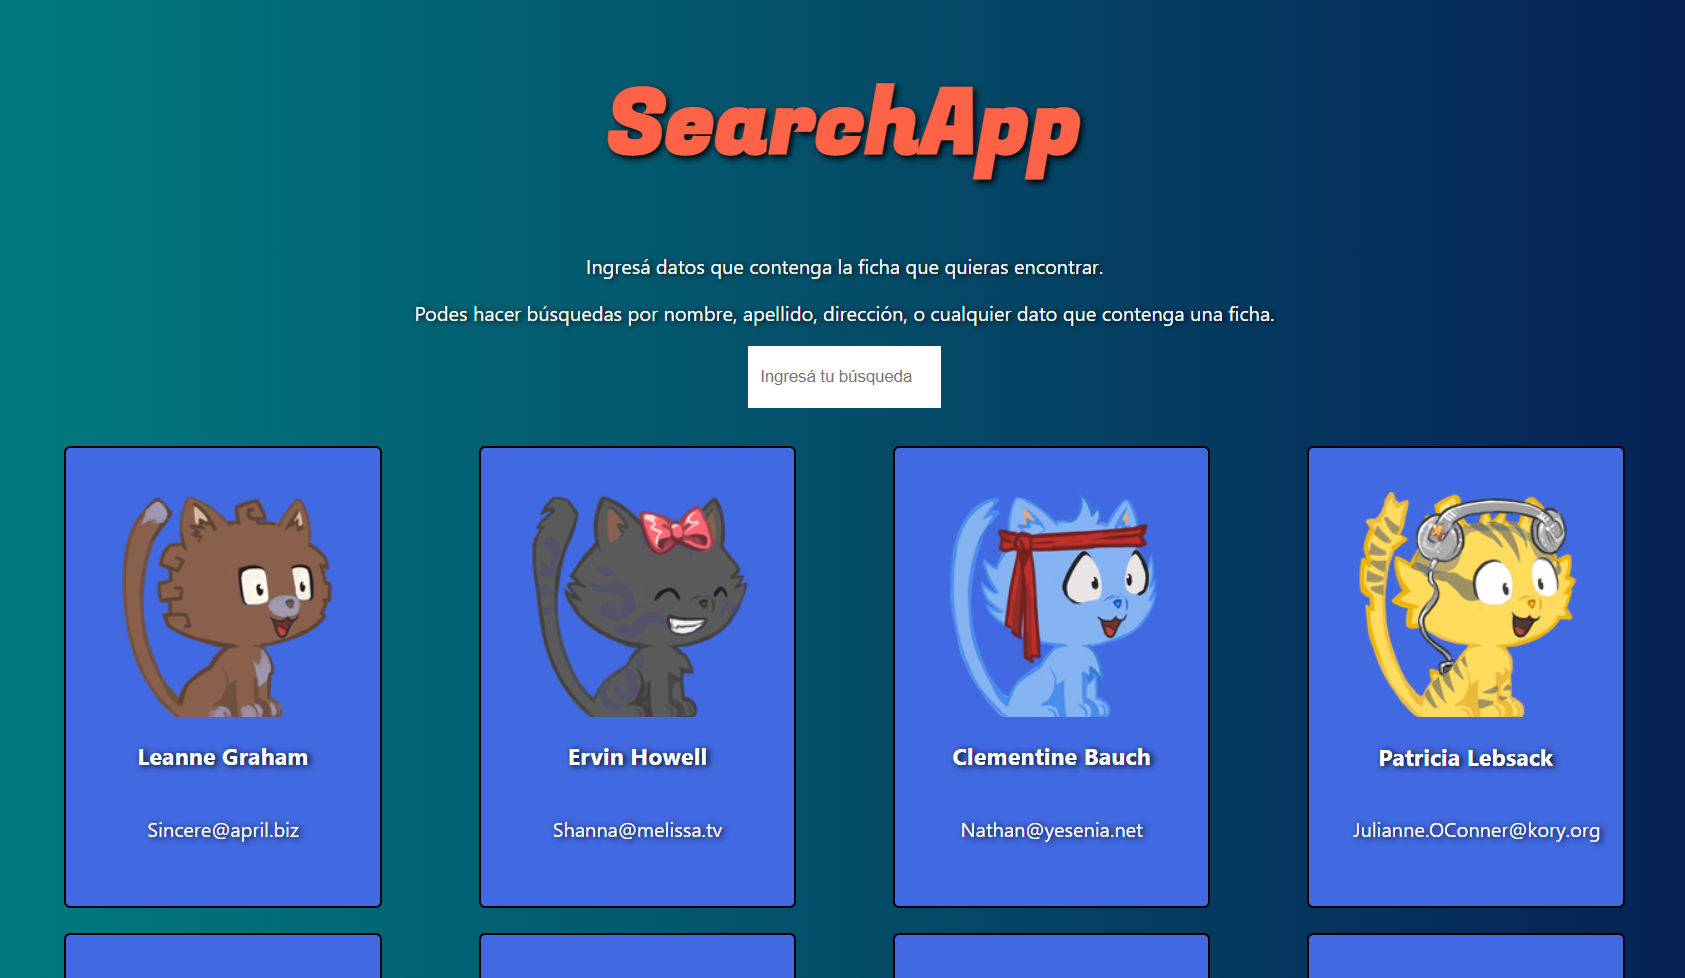 SearchApp
Ingresá datos que contenga la ficha que quieras encontrar.
Podes hacer búsquedas por nombre, apellido, dirección, o cualquier dato que contenga una ficha.
Ingresá tu búsqueda
Leanne Graham
Sincere@april.biz
Ervin Howell
Shanna@melissa.tv
Clementine Bauch
Nathan@yesenia.net
Patricia Lebsack
Julianne.OConner@kory.org